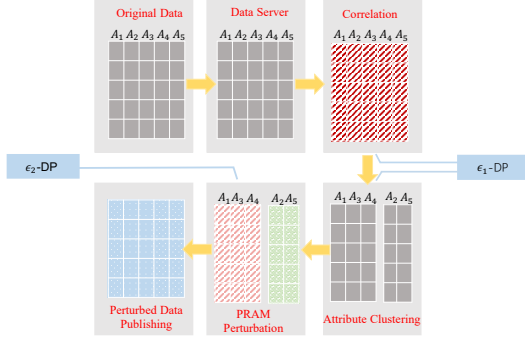 Original Data
Data Server
Correlation
A₁ A₂ A₃ A₄ A₅
A₁ A₂ A₃ A₄ A₅
A₁ A₂ A₃ A₄ A₅
ϵ₂-DP
ϵ₁-DP
A₁ A₃ A₄ A₂ A₅
A₁ A₃ A₄ A₂ A₅
Perturbed Data
Publishing
PRAM
Perturbation
Attribute Clustering